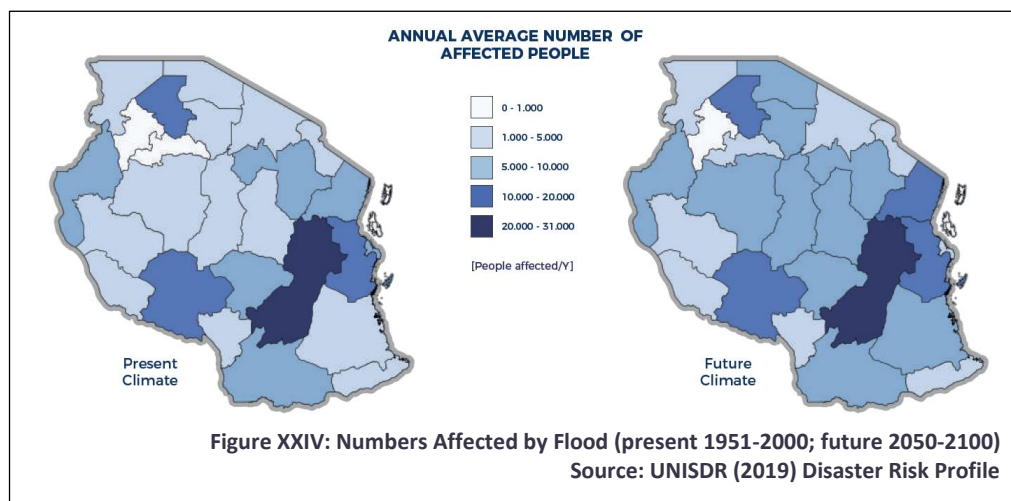 ANNUAL AVERAGE NUMBER OF
AFFECTED PEOPLE
0 - 1.000
1.000 - 5.000
5.000 - 10.000
10.000 - 20.000
20.000 - 31.000
[People affected/Y]
Present
Climate
Future
Climate
Figure XXIV: Numbers Affected by Flood (present 1951-2000; future 2050-2100)
Source: UNISDR (2019) Disaster Risk Profile